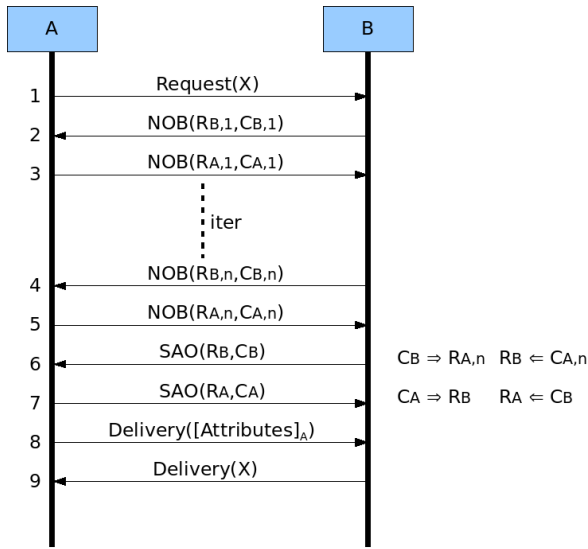 A B
1 Request(X)
2 NOB(RB,1,CB,1)
3 NOB(RA,1,CA,1)
iter
4 NOB(RB,n,CB,n)
5 NOB(RA,n,CA,n)
6 SAO(RB,CB) CB ⇒ RA,n RB ⇐ CA,n
7 SAO(RA,CA) CA ⇒ RB RA ⇐ CB
8 Delivery([Attributes]A)
9 Delivery(X)